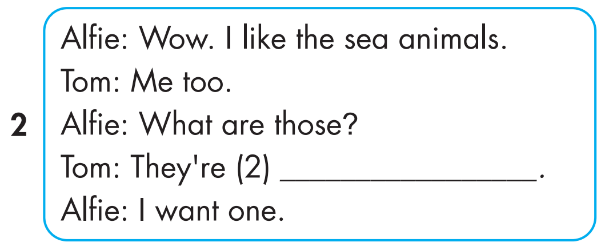 Alfie: Wow. I like the sea animals.
Tom: Me too.
2 Alfie: What are those?
Tom: They're (2) ____________________.
Alfie: I want one.